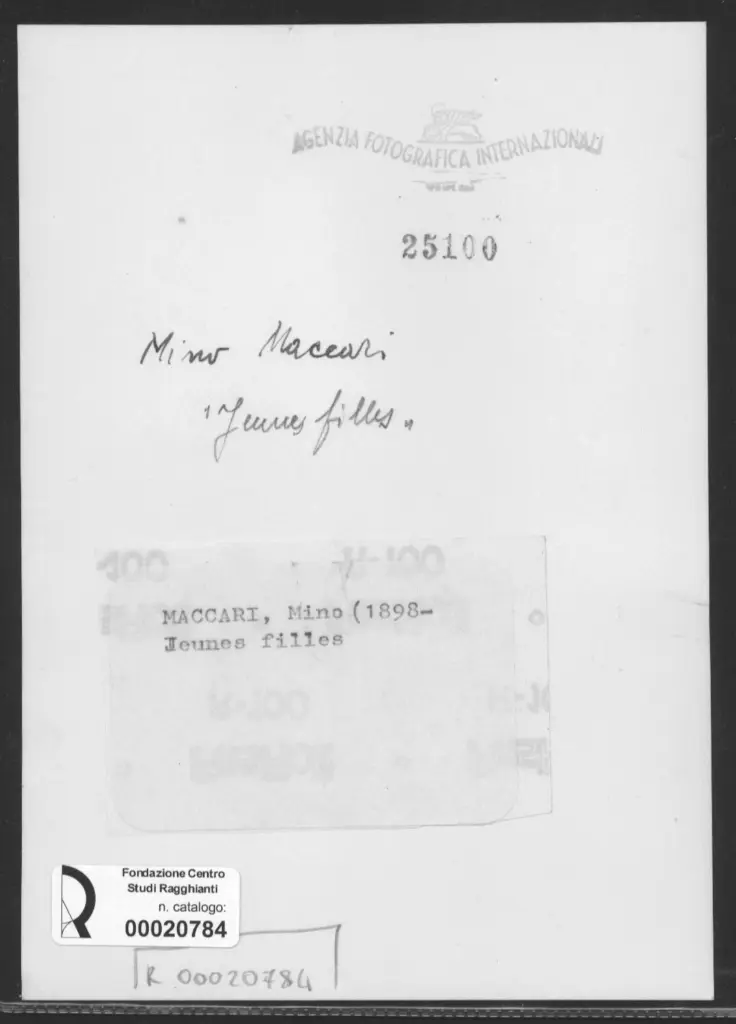 AGENZIA FOTOGRAFICA INTERNAZIONALE
25100
Mino Maccari
"Jeunes filles"
MACCARI, Mino (1898-
Jeunes filles
Fondazione Centro
Studi Ragghianti
n. catalogo:
00020784
R 00020784